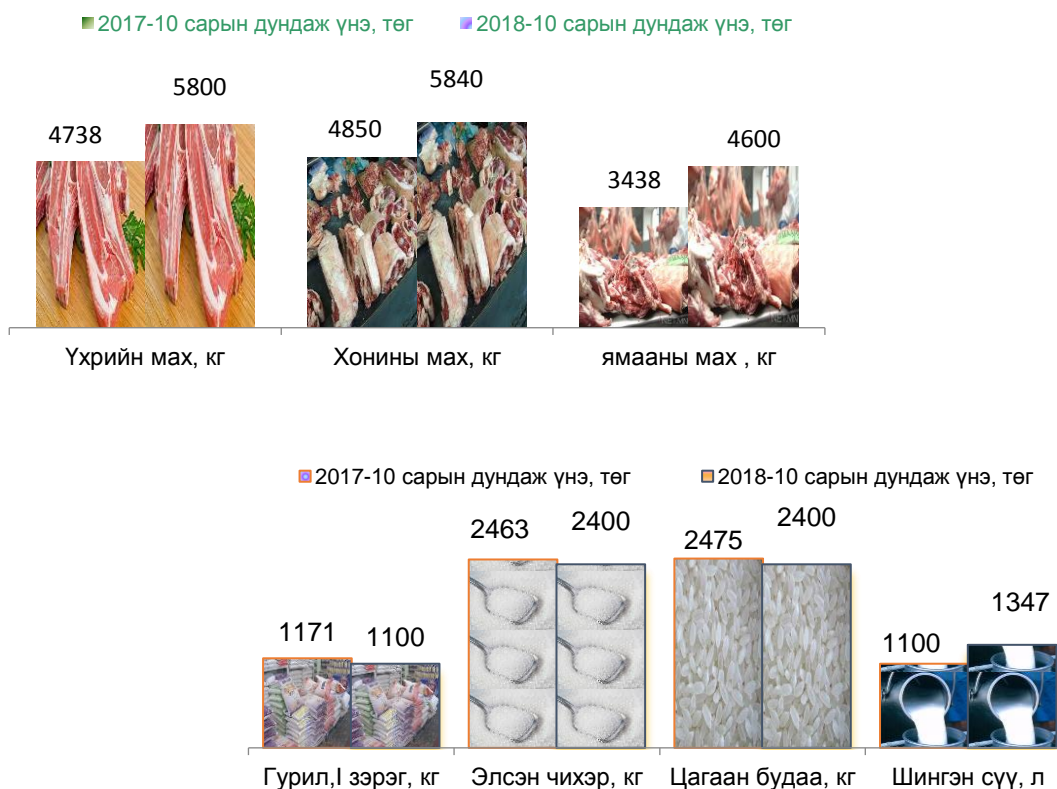 2017-10 сарын дундаж үнэ, төг 2018-10 сарын дундаж үнэ, төг
4738 5800 4850 5840 3438 4600
Үхрийн мах, кг Хонины мах, кг ямааны мах , кг
2017-10 сарын дундаж үнэ, төг 2018-10 сарын дундаж үнэ, төг
1171 1100 2463 2400 2475 2400 1100 1347
Гурил,I зэрэг, кг Элсэн чихэр, кг Цагаан будаа, кг Шингэн сүү, л